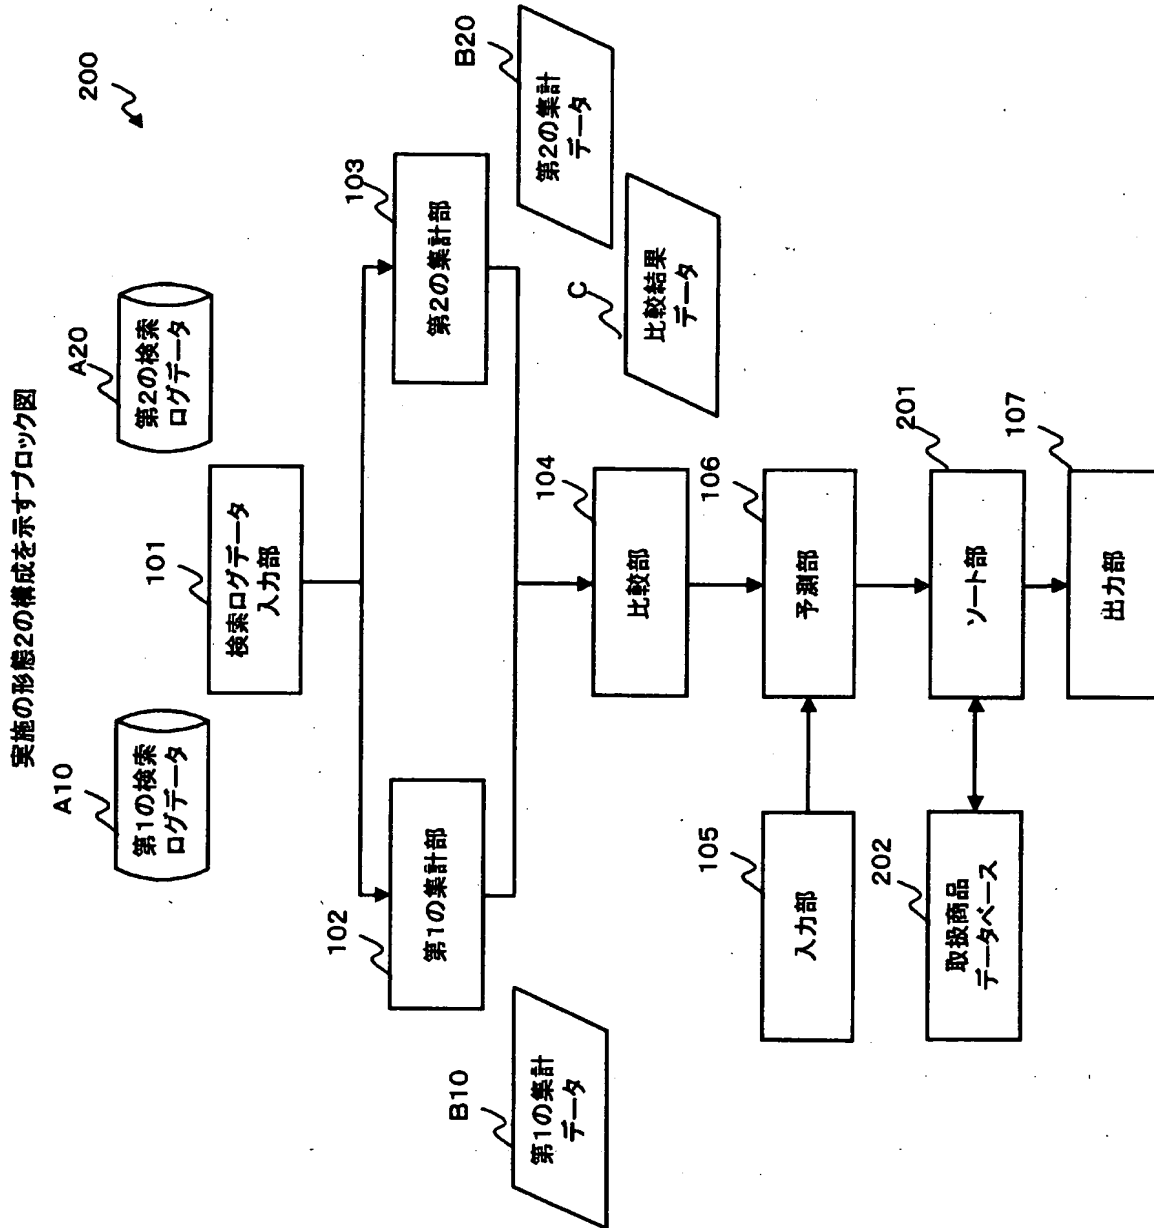 実施の形態2の構成を示すブロック図
200
A10
第1の検索
ログデータ
A20
第2の検索
ログデータ
101
検索ログデータ
入力部
102
第1の集計部
103
第2の集計部
B10
第1の集計
データ
B20
第2の集計
データ
C
比較結果
データ
104
比較部
105
入力部
106
予測部
202
取扱商品
データベース
201
ソート部
107
出力部